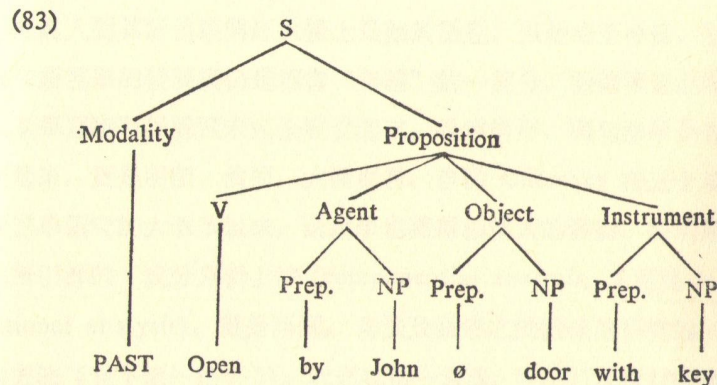 (83)
S
Modality Proposition
V Agent Object Instrument
Prep. NP Prep. NP Prep. NP
PAST Open by John ø door with key